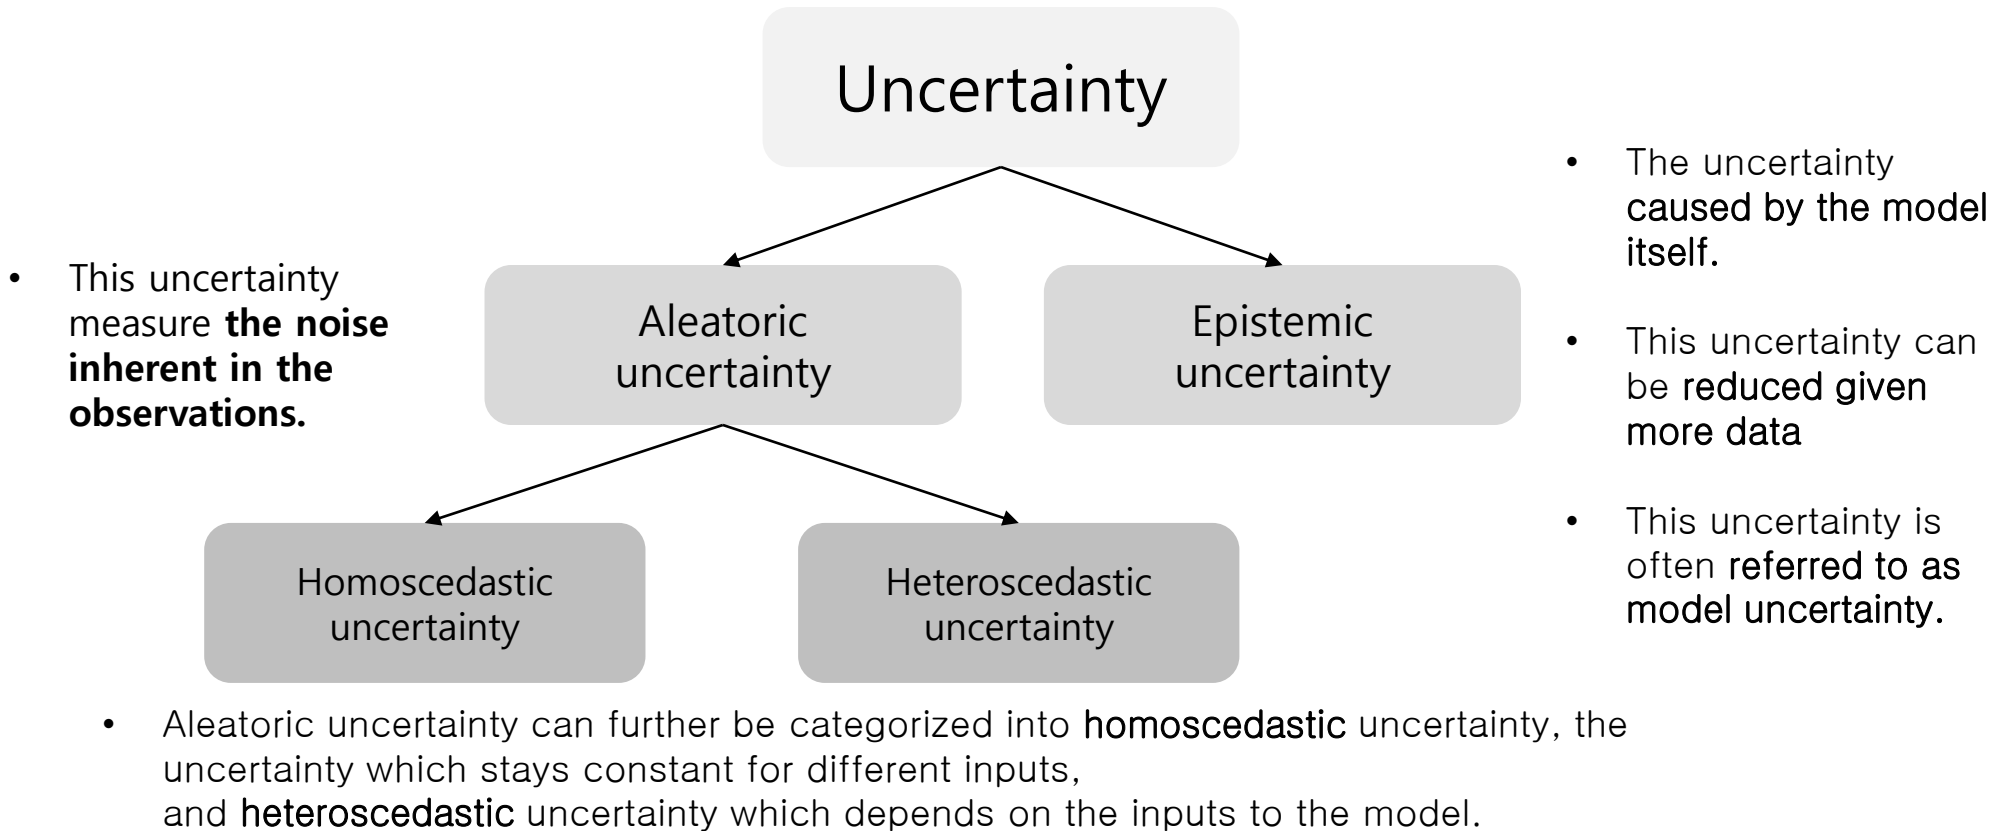 Uncertainty
• This uncertainty
measure the noise
inherent in the
observations.
Aleatoric
uncertainty
Epistemic
uncertainty
• The uncertainty
caused by the model
itself.
• This uncertainty can
be reduced given
more data
• This uncertainty is
often referred to as
model uncertainty.
Homoscedastic
uncertainty
Heteroscedastic
uncertainty
• Aleatoric uncertainty can further be categorized into homoscedastic uncertainty, the
uncertainty which stays constant for different inputs,
and heteroscedastic uncertainty which depends on the inputs to the model.